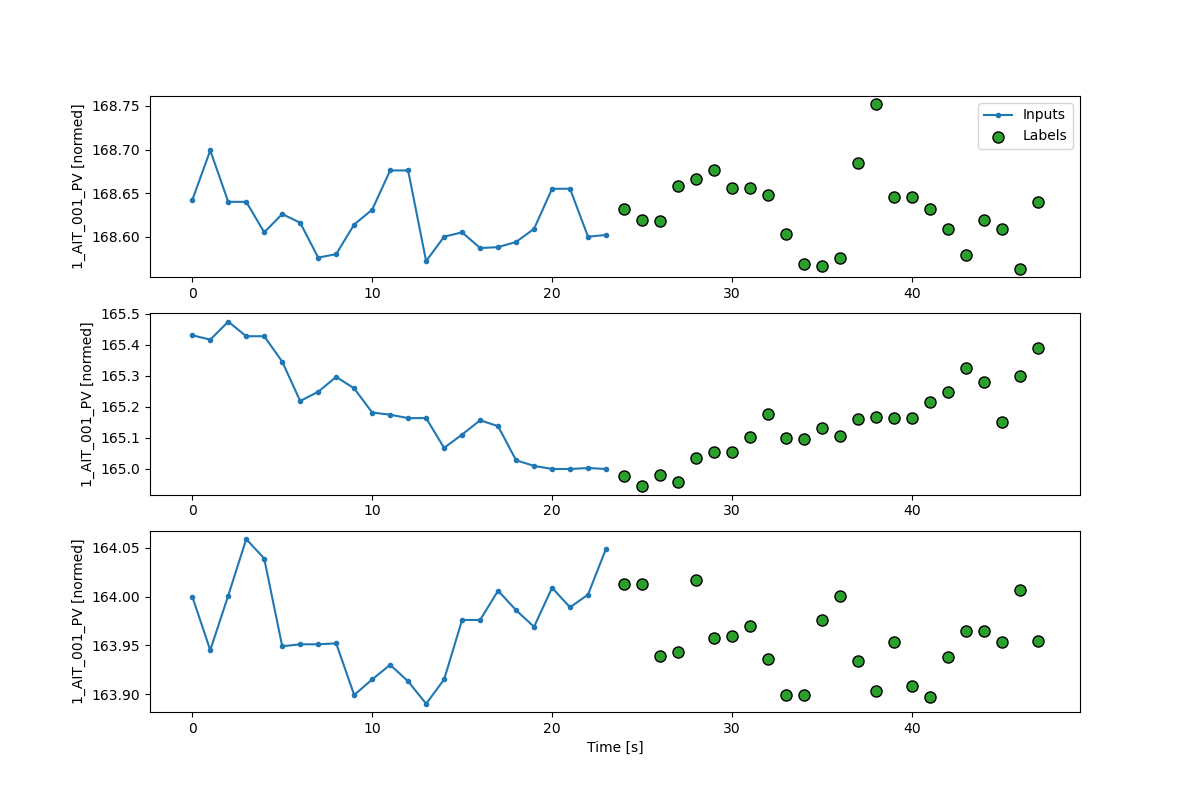 1_AIT_001_PV [normed]
168.75
168.70
168.65
168.60
0 10 20 30 40
Inputs
Labels
1_AIT_001_PV [normed]
165.5
165.4
165.3
165.2
165.1
165.0
0 10 20 30 40
1_AIT_001_PV [normed]
164.05
164.00
163.95
163.90
0 10 20 30 40
Time [s]